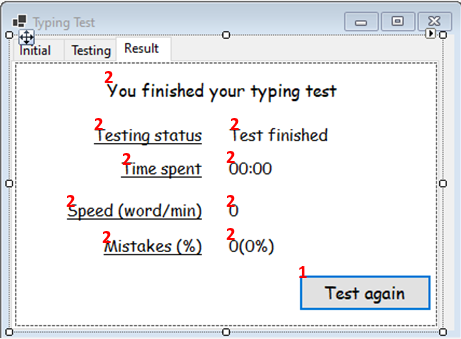 Typing Test
Initial Testing Result
2 You finished your typing test
2 Testing status 2 Test finished
2 Time spent 2 00:00
2 Speed (word/min) 2 0
2 Mistakes (%) 2 0(0%)
1 Test again